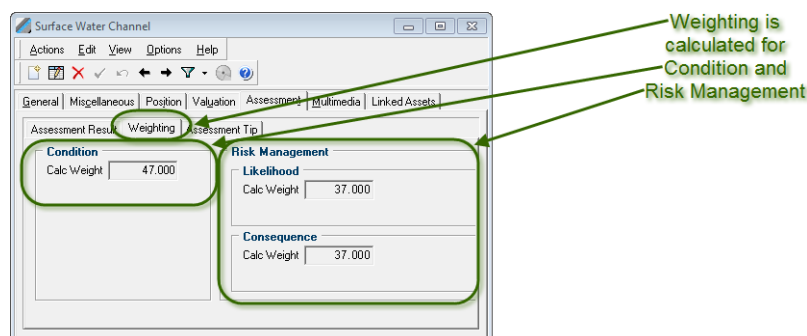 Surface Water Channel
Actions Edit View Options Help
General Miscellaneous Position Valuation Assessment Multimedia Linked Assets
Assessment Result Weighting Assessment Tip
Condition
Calc Weight 47.000
Risk Management
Likelihood
Calc Weight 37.000
Consequence
Calc Weight 37.000
Weighting is
calculated for
Condition and
Risk Management